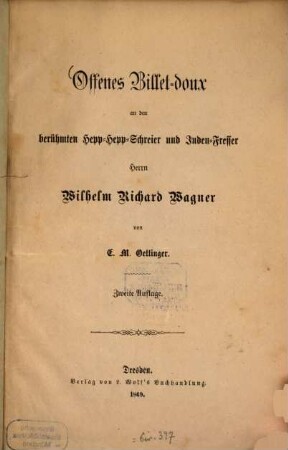 Offenes Billet-doux
an den
berühmten Hepp-Hepp-Schreier und Juden-Fresser
Herrn
Wilhelm Richard Wagner
von
E. M. Oettinger.
Zweite Auflage.
Dresden.
Verlag von L. Wolf's Buchhandlung.
1869.